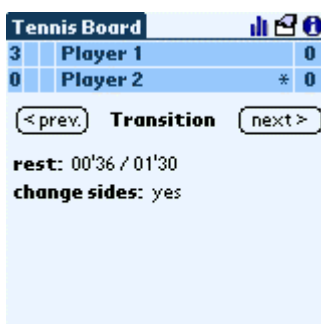 Tennis Board
3 Player 1 0
0 Player 2 * 0
< prev. Transition next >
rest: 00'36 / 01'30
change sides: yes